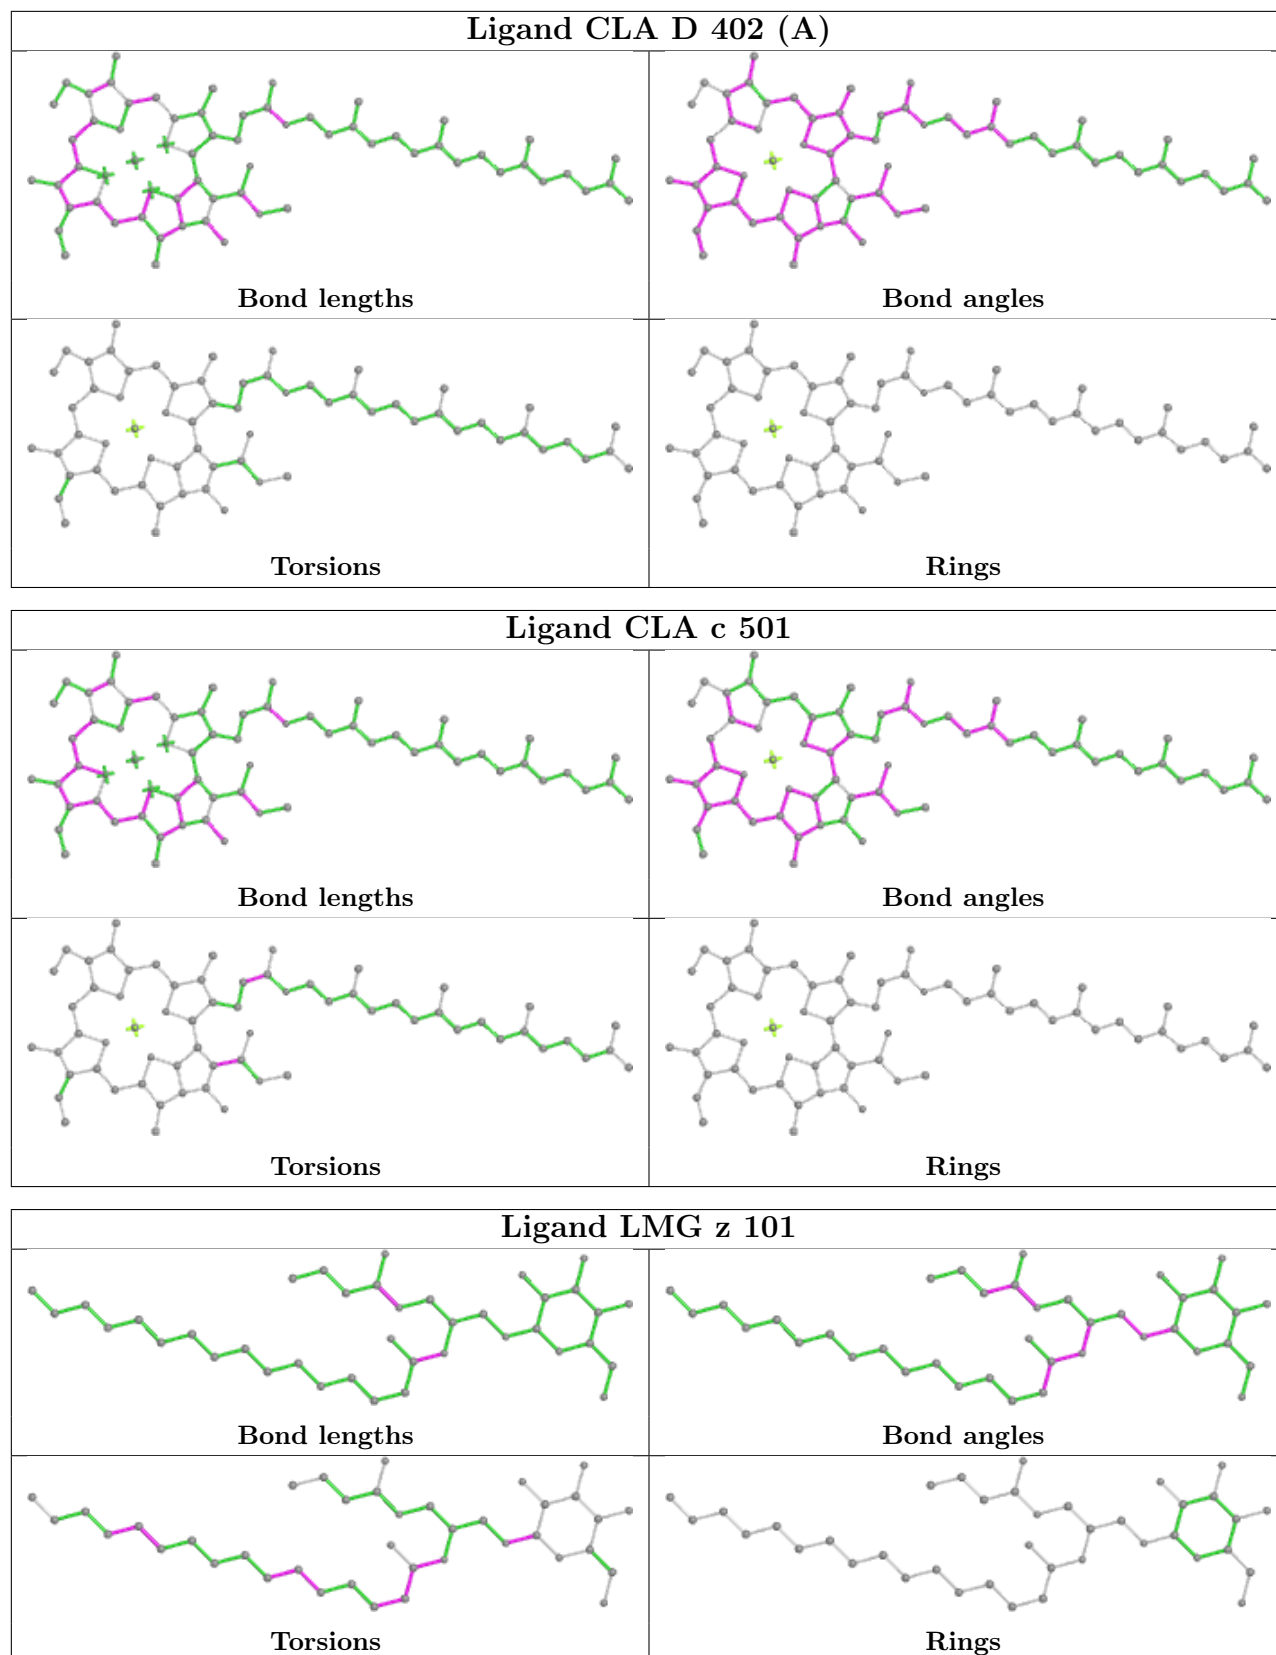 Ligand CLA D 402 (A)
Bond lengths
Bond angles
Torsions
Rings
Ligand CLA c 501
Bond lengths
Bond angles
Torsions
Rings
Ligand LMG z 101
Bond lengths
Bond angles
Torsions
Rings